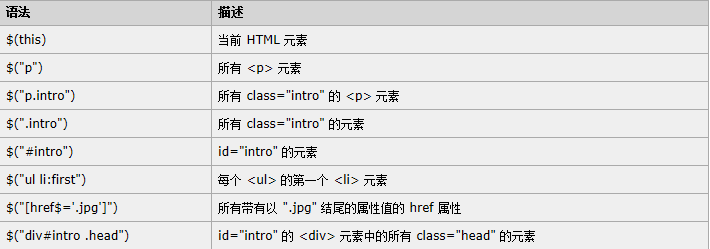 语法 描述
$(this) 当前 HTML 元素
$("p") 所有 <p> 元素
$("p.intro") 所有 class="intro" 的 <p> 元素
$(".intro") 所有 class="intro" 的元素
$("#intro") id="intro" 的元素
$("ul li:first") 每个 <ul> 的第一个 <li> 元素
$("[href$='.jpg']") 所有带有以 ".jpg" 结尾的属性值的 href 属性
$("div#intro .head") id="intro" 的 <div> 元素中的所有 class="head" 的元素